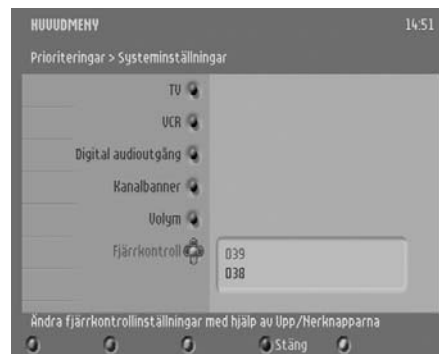 HUVUDMENY 14:51
Prioriteringar > Systeminställningar
TV
VCR
Digital audioutgång
Kanalbanner
Volym
Fjärrkontroll
039
038
Ändra fjärrkontrollinställningar med hjälp av Upp/Nerknapparna
Stäng